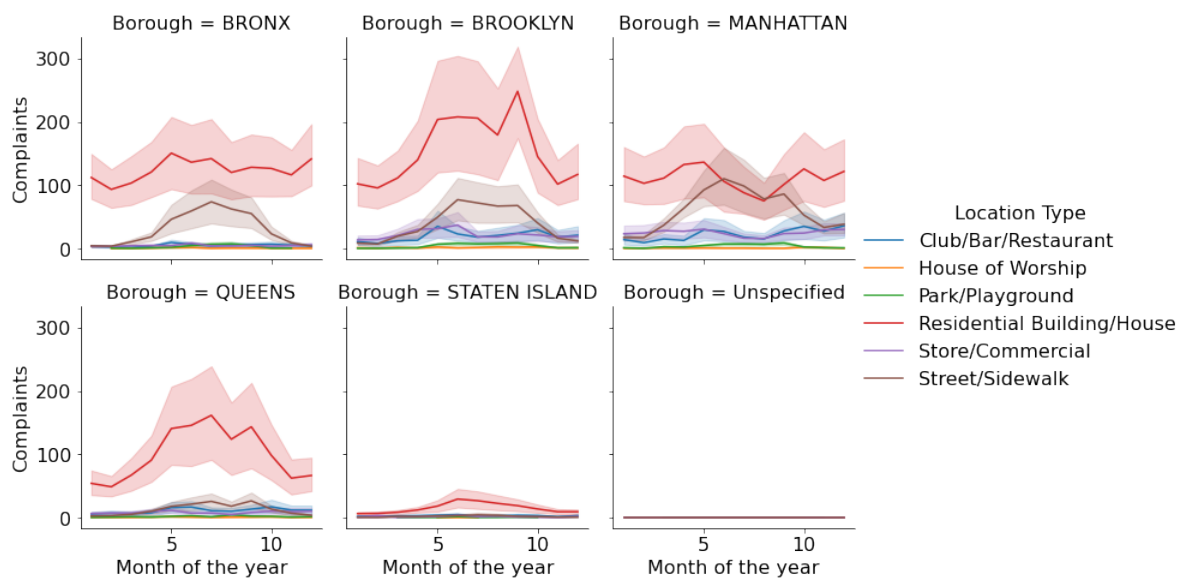 Borough = BRONX
Borough = BROOKLYN
Borough = MANHATTAN
300
200
100
0
Complaints
Borough = QUEENS
Borough = STATEN ISLAND
Borough = Unspecified
300
200
100
0
Complaints
5 10
Month of the year
5 10
Month of the year
5 10
Month of the year
Location Type
Club/Bar/Restaurant
House of Worship
Park/Playground
Residential Building/House
Store/Commercial
Street/Sidewalk